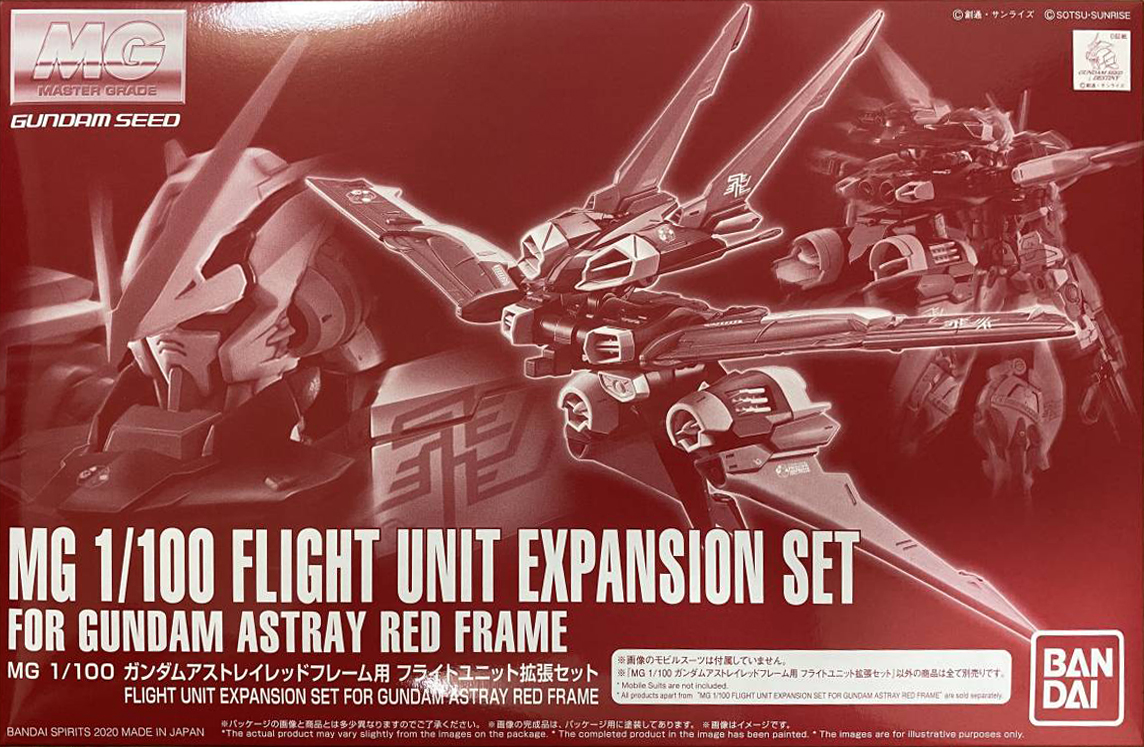 MG
MASTER GRADE
GUNDAM SEED
©創通・サンライズ ©SOTSU・SUNRISE
GUNDAM SEED
DESTINY
©創通・サンライズ
MG 1/100 FLIGHT UNIT EXPANSION SET
FOR GUNDAM ASTRAY RED FRAME
MG 1/100 ガンダムアストレイレッドフレーム用 フライトユニット拡張セット
FLIGHT UNIT EXPANSION SET FOR GUNDAM ASTRAY RED FRAME
※画像のモビルスーツは付属していません。
※「MG 1/100 ガンダムアストレイレッドフレーム用 フライトユニット拡張セット」以外の商品は全て別売りです。
* Mobile Suits are not included.
* All products apart from "MG 1/100 FLIGHT UNIT EXPANSION SET FOR GUNDAM ASTRAY RED FRAME" are sold separately.
BAN
DAI
※パッケージの画像と商品とは多少異なりますのでご了承ください。 ※画像の完成品は、パッケージ用に塗装してあります。 ※画像はイメージです。
BANDAI SPIRITS 2020 MADE IN JAPAN
*The actual product may vary slightly from the images on the package. * The completed product in the image has been painted. * The images are for illustrative purposes only.